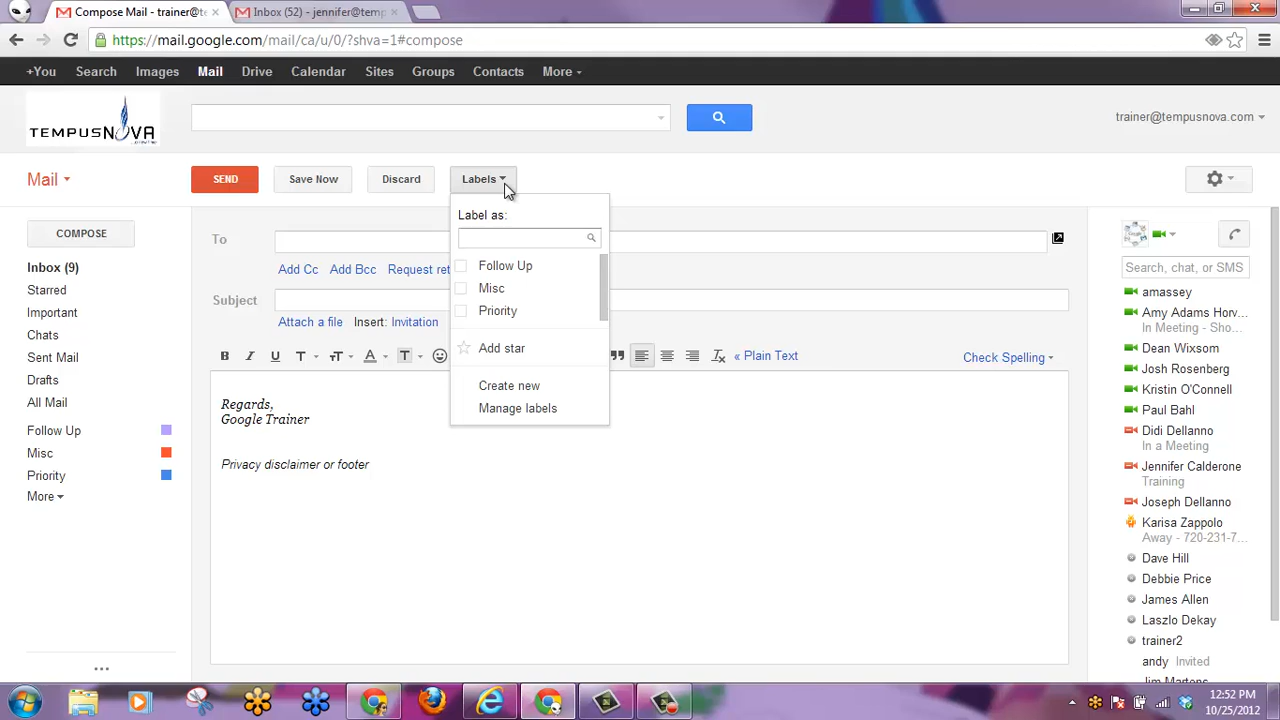 Compose Mail - trainer@te
Inbox (52) - jennifer@temp
https://mail.google.com/mail/ca/u/0/?shva=1#compose
+You Search Images Mail Drive Calendar Sites Groups Contacts More
TEMPUSNOVA
trainer@tempusnova.com
Mail
SEND Save Now Discard Labels
COMPOSE
Inbox (9)
Starred
Important
Chats
Sent Mail
Drafts
All Mail
Follow Up
Misc
Priority
More
Label as:
Follow Up
Misc
Priority
Add star
Create new
Manage labels
To
Add Cc Add Bcc Request ret
Subject
Attach a file Insert: Invitation
B I U T T A T « Plain Text Check Spelling
Regards,
Google Trainer
Privacy disclaimer or footer
Search, chat, or SMS
amassey
Amy Adams Horv...
In Meeting - Sho...
Dean Wixsom
Josh Rosenberg
Kristin O'Connell
Paul Bahl
Didi Dellanno
In a Meeting
Jennifer Calderone
Training
Joseph Dellanno
Karisa Zappolo
Away - 720-231-7...
Dave Hill
Debbie Price
James Allen
Laszlo Dekay
trainer2
andy Invited
Jim Martens
12:52 PM
10/25/2012